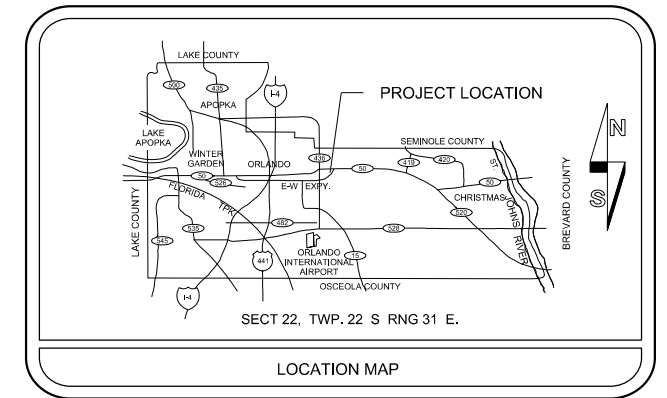 LAKE COUNTY
I-4
500
435
PROJECT LOCATION
APOPKA
LAKE
APOPKA
N
WINTER
GARDEN
ORLANDO
436
SEMINOLE COUNTY
419
420
50
50
526
E-W EXPY.
50
ST. JOHNS RIVER
S
FLORIDA TPK
CHRISTMAS
BREVARD COUNTY
LAKE COUNTY
482
520
528
545
535
441
ORLANDO
INTERNATIONAL
AIRPORT
15
OSCEOLA COUNTY
I-4
SECT 22, TWP. 22 S RNG 31 E.
LOCATION MAP